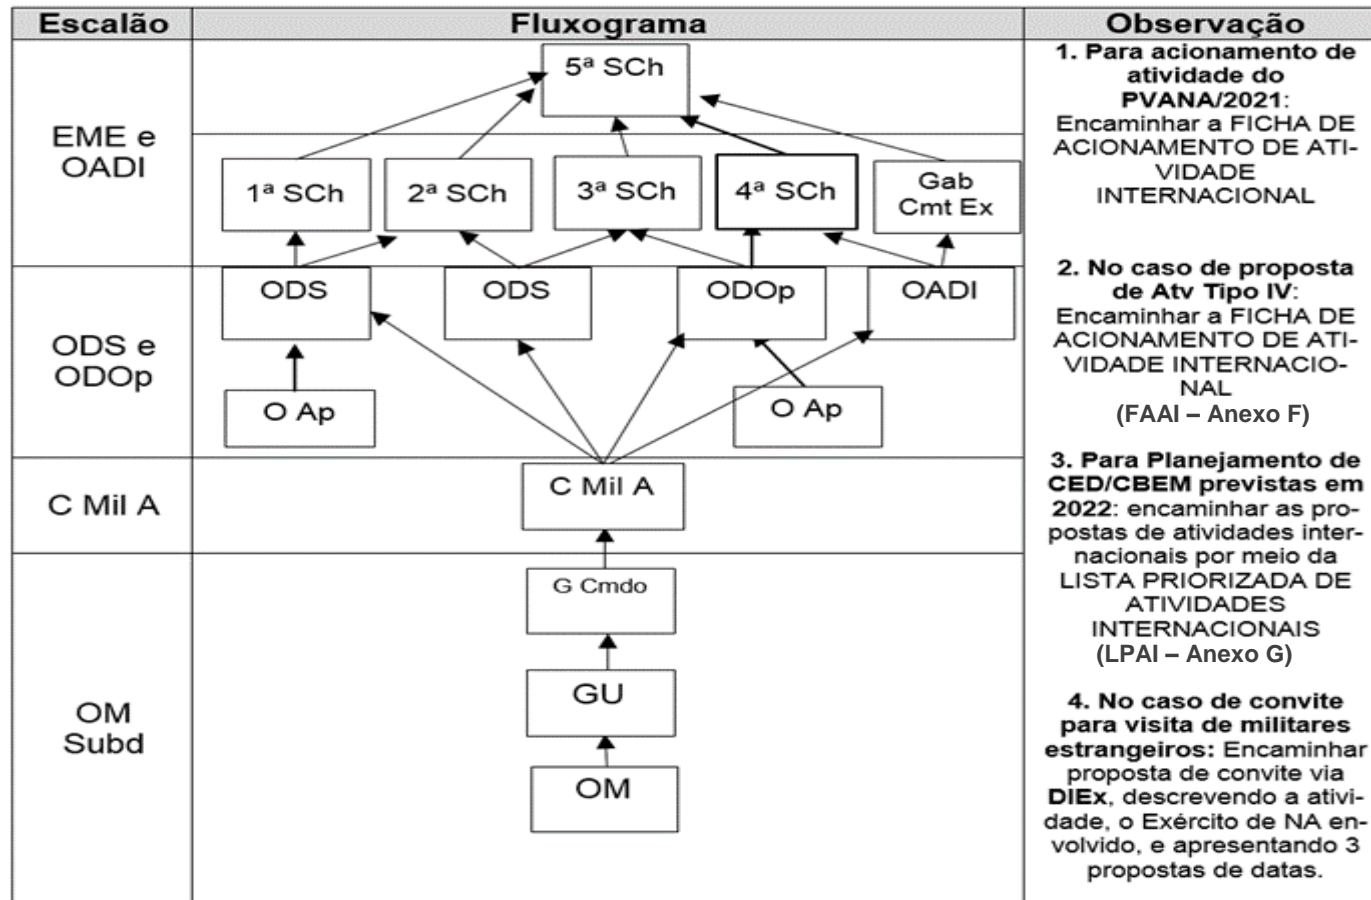 Escalão
Fluxograma
Observação
EME e
OADI
5ª SCh
1ª SCh
2ª SCh
3ª SCh
4ª SCh
Gab
Cmt Ex
ODS e
ODOp
ODS
ODS
ODOp
OADI
O Ap
O Ap
C Mil A
C Mil A
OM
Subd
G Cmdo
GU
OM
1. Para acionamento de
atividade do
PVANA/2021:
Encaminhar a FICHA DE
ACIONAMENTO DE ATI-
VIDADE
INTERNACIONAL
2. No caso de proposta
de Atv Tipo IV:
Encaminhar a FICHA DE
ACIONAMENTO DE ATI-
VIDADE INTERNACIO-
NAL
(FAAI – Anexo F)
3. Para Planejamento de
CED/CBEM previstas em
2022: encaminhar as pro-
postas de atividades inter-
nacionais por meio da
LISTA PRIORIZADA DE
ATIVIDADES
INTERNACIONAIS
(LPAI – Anexo G)
4. No caso de convite
para visita de militares
estrangeiros: Encaminhar
proposta de convite via
DIEx, descrevendo a ativi-
dade, o Exército de NA en-
volvido, e apresentando 3
propostas de datas.